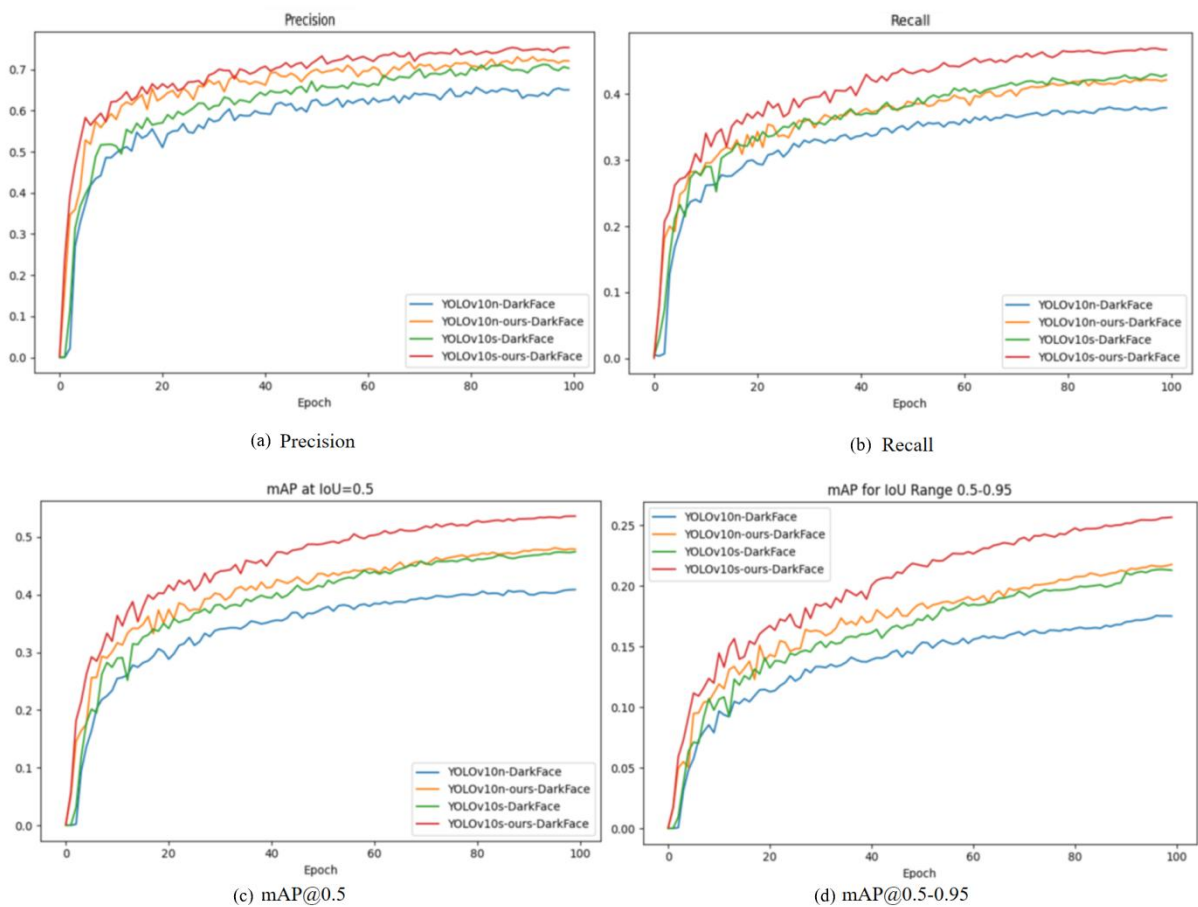 Precision
0.7
0.6
0.5
0.4
0.3
0.2
0.1
0.0
YOLOv10n-DarkFace
YOLOv10n-ours-DarkFace
YOLOv10s-DarkFace
YOLOv10s-ours-DarkFace
0 20 40 60 80 100
Epoch
(a) Precision
Recall
0.4
0.3
0.2
0.1
0.0
YOLOv10n-DarkFace
YOLOv10n-ours-DarkFace
YOLOv10s-DarkFace
YOLOv10s-ours-DarkFace
0 20 40 60 80 100
Epoch
(b) Recall
mAP at IoU=0.5
0.5
0.4
0.3
0.2
0.1
0.0
YOLOv10n-DarkFace
YOLOv10n-ours-DarkFace
YOLOv10s-DarkFace
YOLOv10s-ours-DarkFace
0 20 40 60 80 100
Epoch
(c) mAP@0.5
mAP for IoU Range 0.5-0.95
YOLOv10n-DarkFace
YOLOv10n-ours-DarkFace
YOLOv10s-DarkFace
YOLOv10s-ours-DarkFace
0.25
0.20
0.15
0.10
0.05
0.00
0 20 40 60 80 100
Epoch
(d) mAP@0.5-0.95